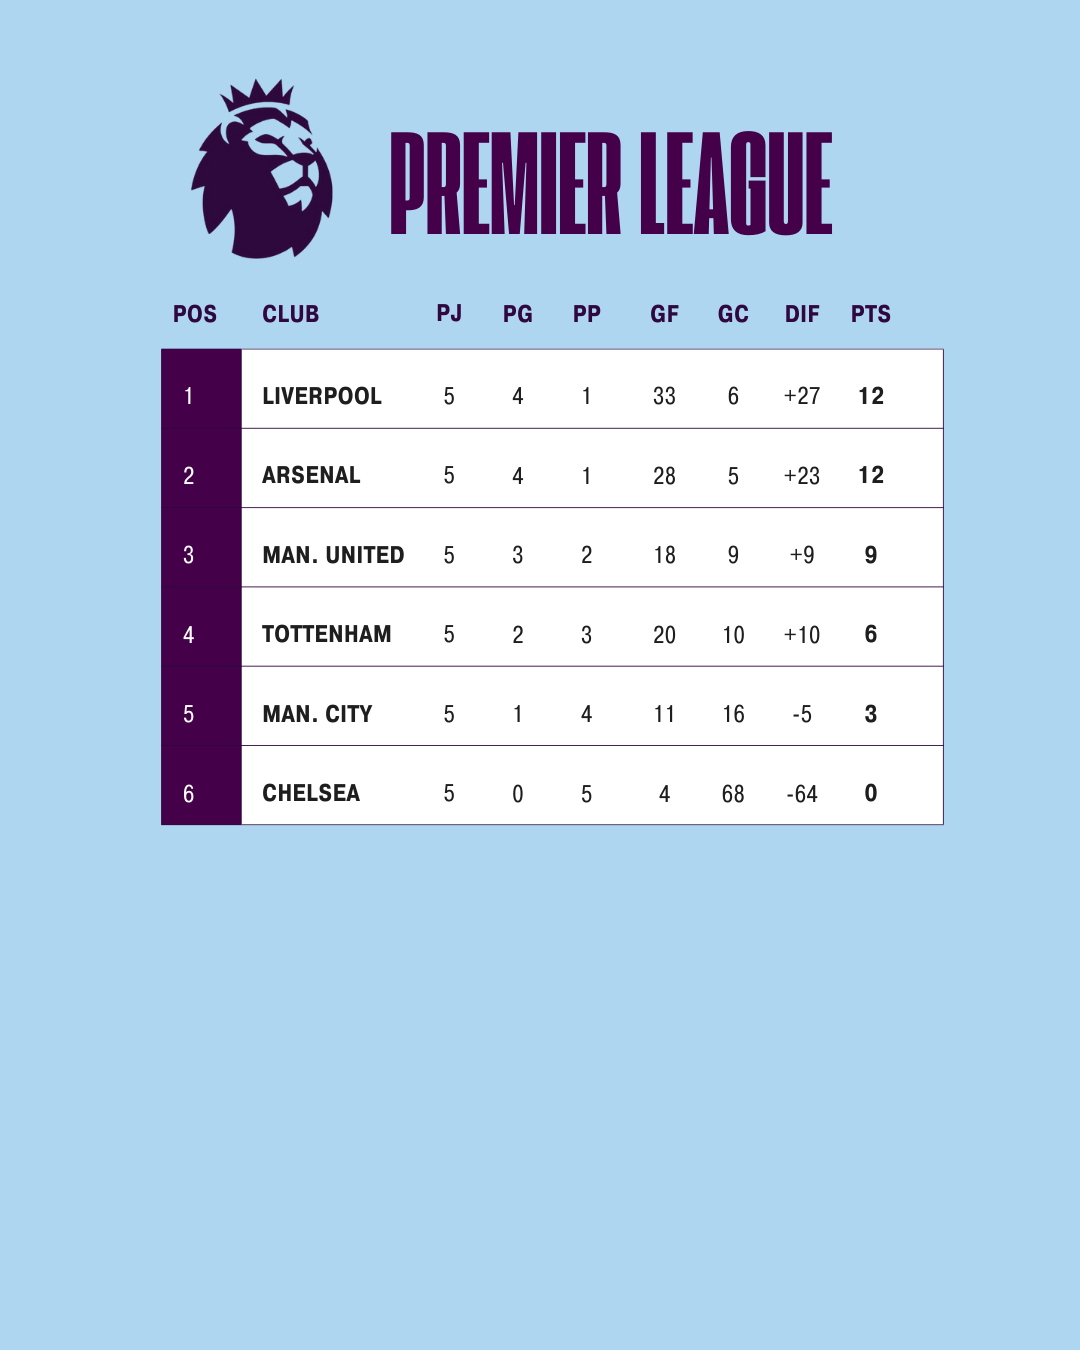 PREMIER LEAGUE
POS CLUB PJ PG PP GF GC DIF PTS
1 LIVERPOOL 5 4 1 33 6 +27 12
2 ARSENAL 5 4 1 28 5 +23 12
3 MAN. UNITED 5 3 2 18 9 +9 9
4 TOTTENHAM 5 2 3 20 10 +10 6
5 MAN. CITY 5 1 4 11 16 -5 3
6 CHELSEA 5 0 5 4 68 -64 0